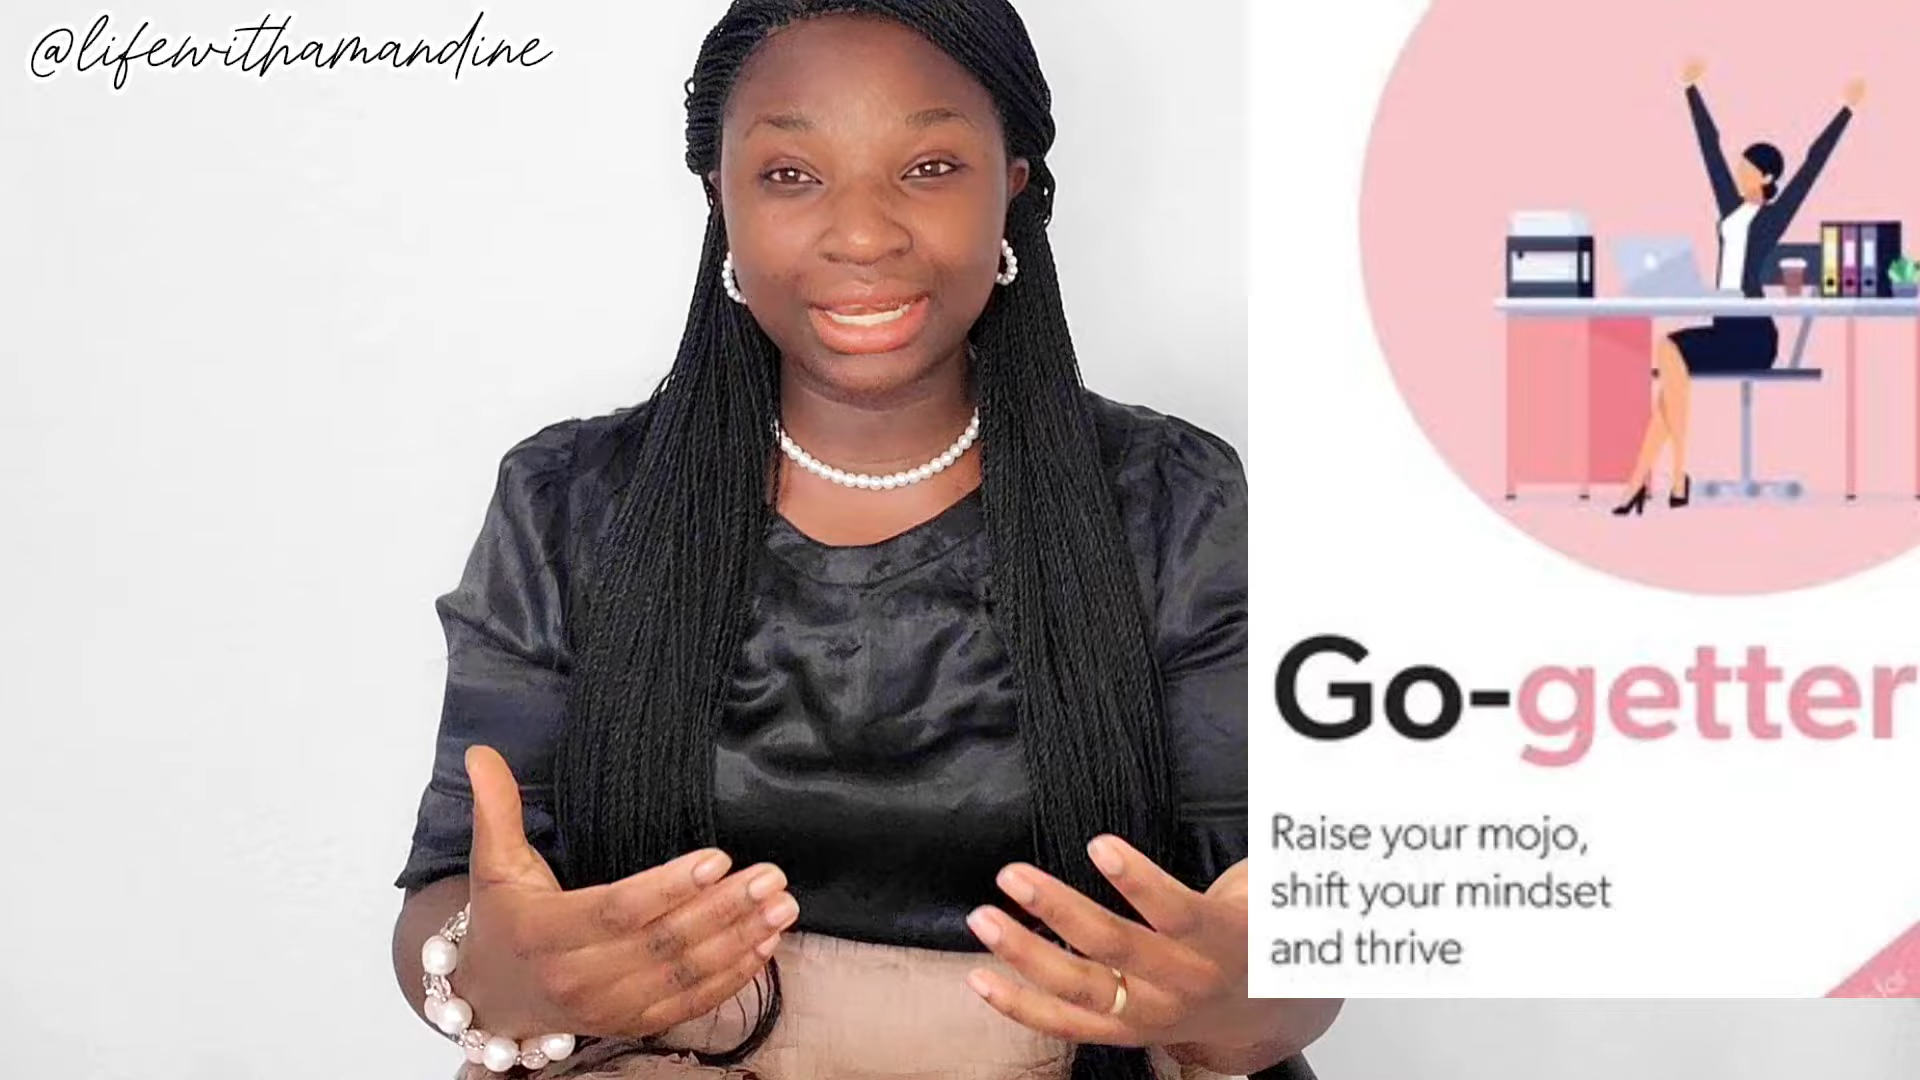 @lifewithamandine
Go-getter
Raise your mojo,
shift your mindset
and thrive